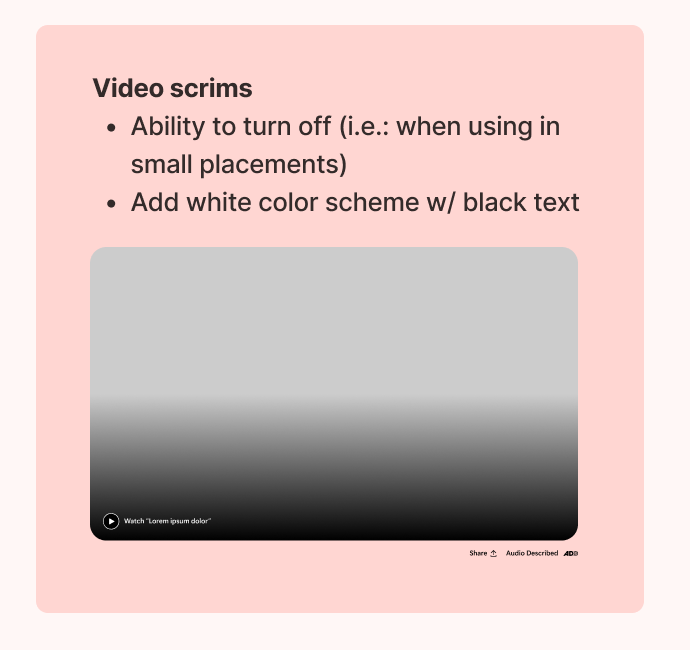 Video scrims
• Ability to turn off (i.e.: when using in
small placements)
• Add white color scheme w/ black text
Watch "Lorem ipsum dolor"
Share Audio Described AD))